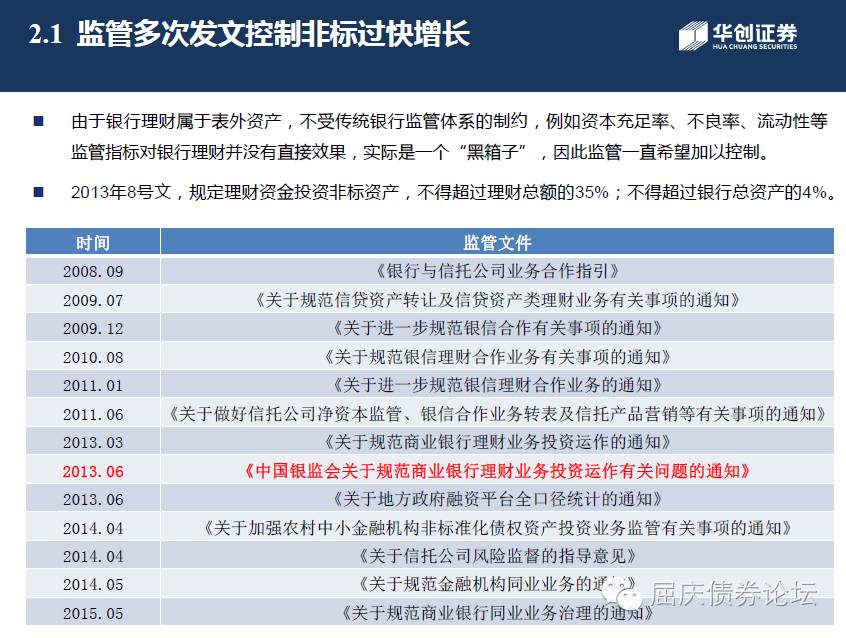 2.1 监管多次发文控制非标过快增长
华创证券
HUA CHUANG SECURITIES
由于银行理财属于表外资产，不受传统银行监管体系的制约，例如资本充足率、不良率、流动性等
监管指标对银行理财并没有直接效果，实际是一个“黑箱子”，因此监管一直希望加以控制。
2013年8号文，规定理财资金投资非标资产，不得超过理财总额的35%；不得超过银行总资产的4%。
时间 监管文件
2008.09 《银行与信托公司业务合作指引》
2009.07 《关于规范信贷资产转让及信贷资产类理财业务有关事项的通知》
2009.12 《关于进一步规范银信合作有关事项的通知》
2010.08 《关于规范银信理财合作业务有关事项的通知》
2011.01 《关于进一步规范银信理财合作业务的通知》
2011.06 《关于做好信托公司净资本监管、银信合作业务转表及信托产品营销等有关事项的通知》
2013.03 《关于规范商业银行理财业务投资运作的通知》
2013.06 《中国银监会关于规范商业银行理财业务投资运作有关问题的通知》
2013.06 《关于地方政府融资平台全口径统计的通知》
2014.04 《关于加强农村中小金融机构非标准化债权资产投资业务监管有关事项的通知》
2014.04 《关于信托公司风险监督的指导意见》
2014.05 《关于规范金融机构同业业务的通知》
2015.05 《关于规范商业银行同业业务治理的通知》
屈庆债券论坛